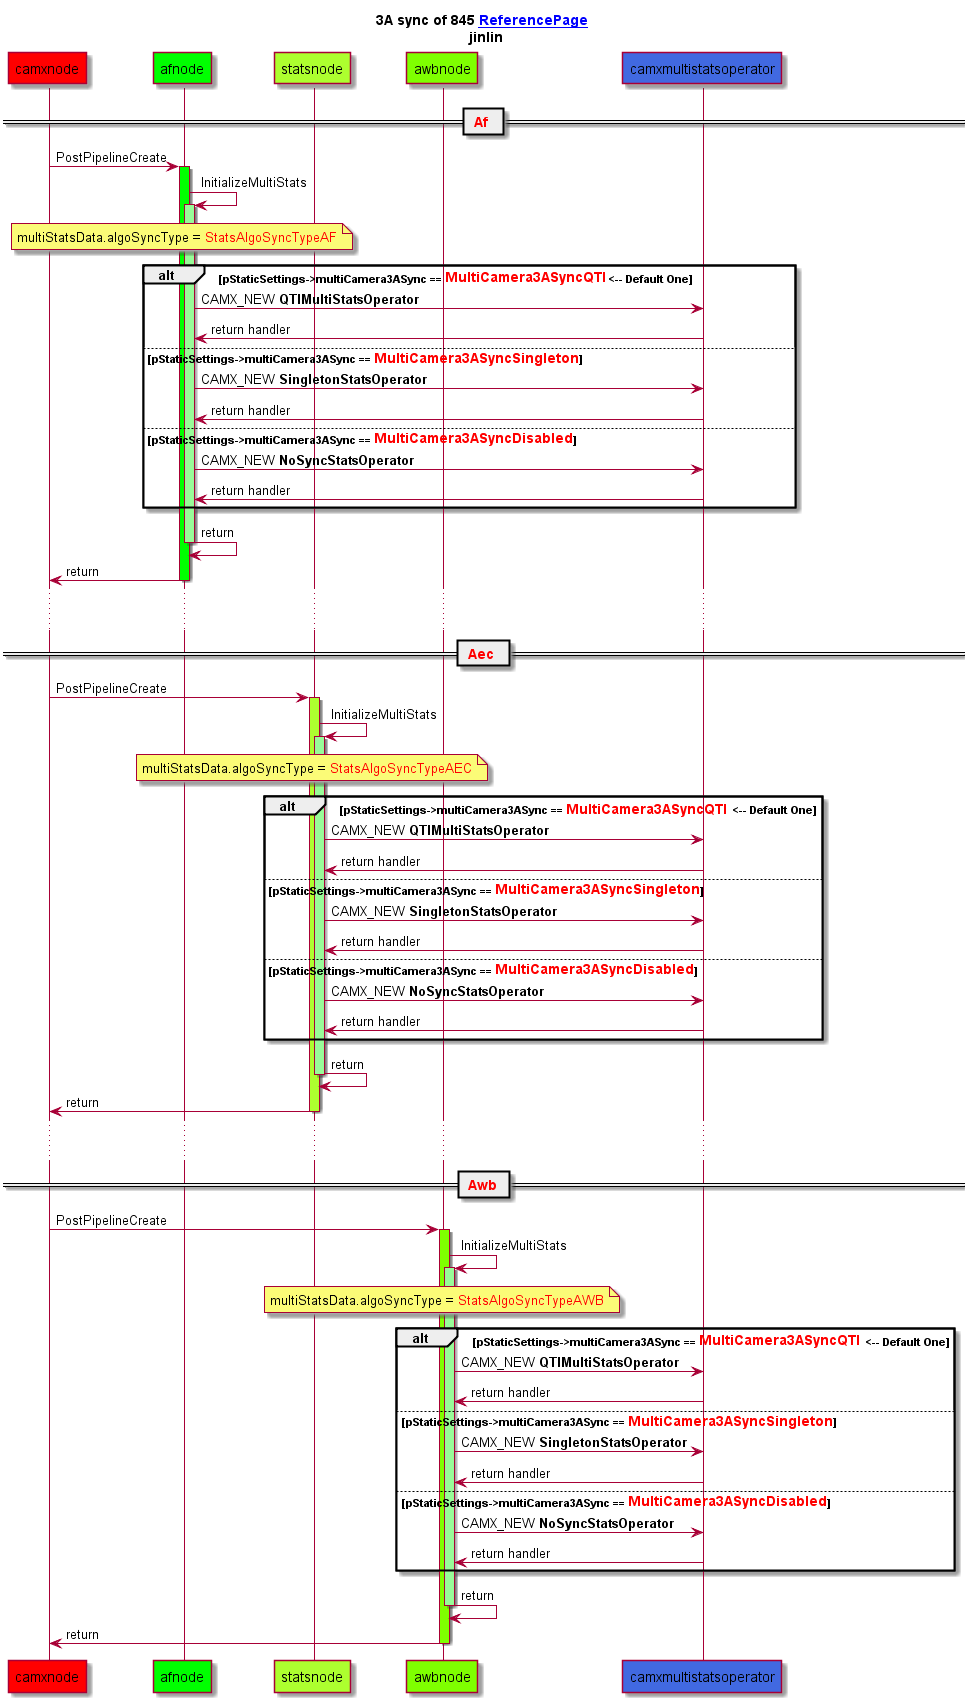 3A sync of 845 ReferencePage
jinlin
camxnode afnode statsnode awbnode camxmultistatsoperator
Af
PostPipelineCreate
InitializeMultiStats
multiStatsData.algoSyncType = StatsAlgoSyncTypeAF
alt [pStaticSettings->multiCamera3ASync == MultiCamera3ASyncQTI <-- Default One]
CAMX_NEW QTIMultiStatsOperator
return handler
[pStaticSettings->multiCamera3ASync == MultiCamera3ASyncSingleton]
CAMX_NEW SingletonStatsOperator
return handler
[pStaticSettings->multiCamera3ASync == MultiCamera3ASyncDisabled]
CAMX_NEW NoSyncStatsOperator
return handler
return
return
Aec
PostPipelineCreate
InitializeMultiStats
multiStatsData.algoSyncType = StatsAlgoSyncTypeAEC
alt [pStaticSettings->multiCamera3ASync == MultiCamera3ASyncQTI <-- Default One]
CAMX_NEW QTIMultiStatsOperator
return handler
[pStaticSettings->multiCamera3ASync == MultiCamera3ASyncSingleton]
CAMX_NEW SingletonStatsOperator
return handler
[pStaticSettings->multiCamera3ASync == MultiCamera3ASyncDisabled]
CAMX_NEW NoSyncStatsOperator
return handler
return
return
Awb
PostPipelineCreate
InitializeMultiStats
multiStatsData.algoSyncType = StatsAlgoSyncTypeAWB
alt [pStaticSettings->multiCamera3ASync == MultiCamera3ASyncQTI <-- Default One]
CAMX_NEW QTIMultiStatsOperator
return handler
[pStaticSettings->multiCamera3ASync == MultiCamera3ASyncSingleton]
CAMX_NEW SingletonStatsOperator
return handler
[pStaticSettings->multiCamera3ASync == MultiCamera3ASyncDisabled]
CAMX_NEW NoSyncStatsOperator
return handler
return
return
camxnode afnode statsnode awbnode camxmultistatsoperator